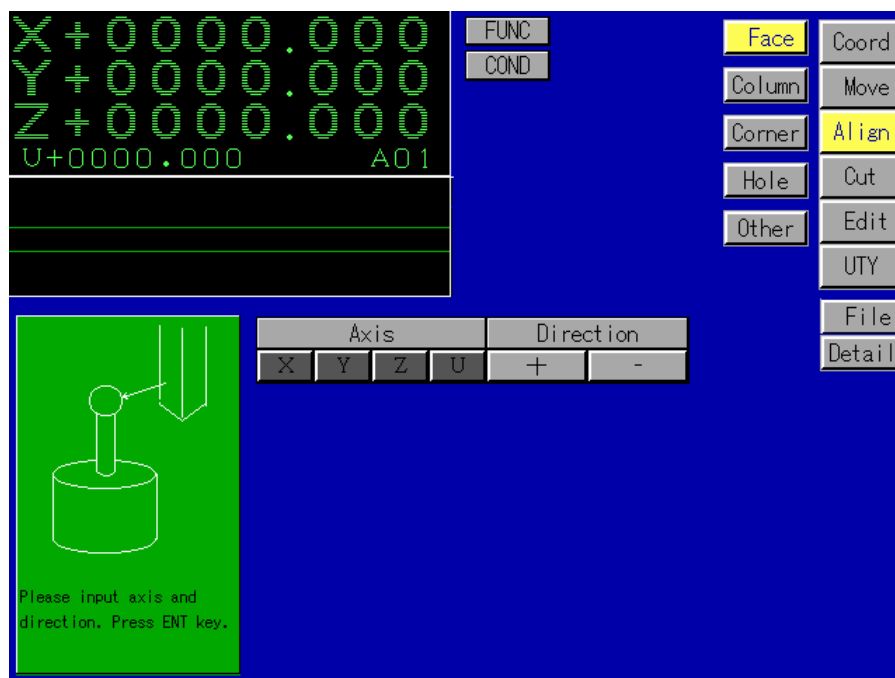 X+0000.000
Y+0000.000
Z+0000.000
U+0000.000 A01
FUNC
COND
Face
Column
Corner
Hole
Other
Coord
Move
Align
Cut
Edit
UTY
File
Detail
Axis Direction
X Y Z U + -
Please input axis and
direction. Press ENT key.